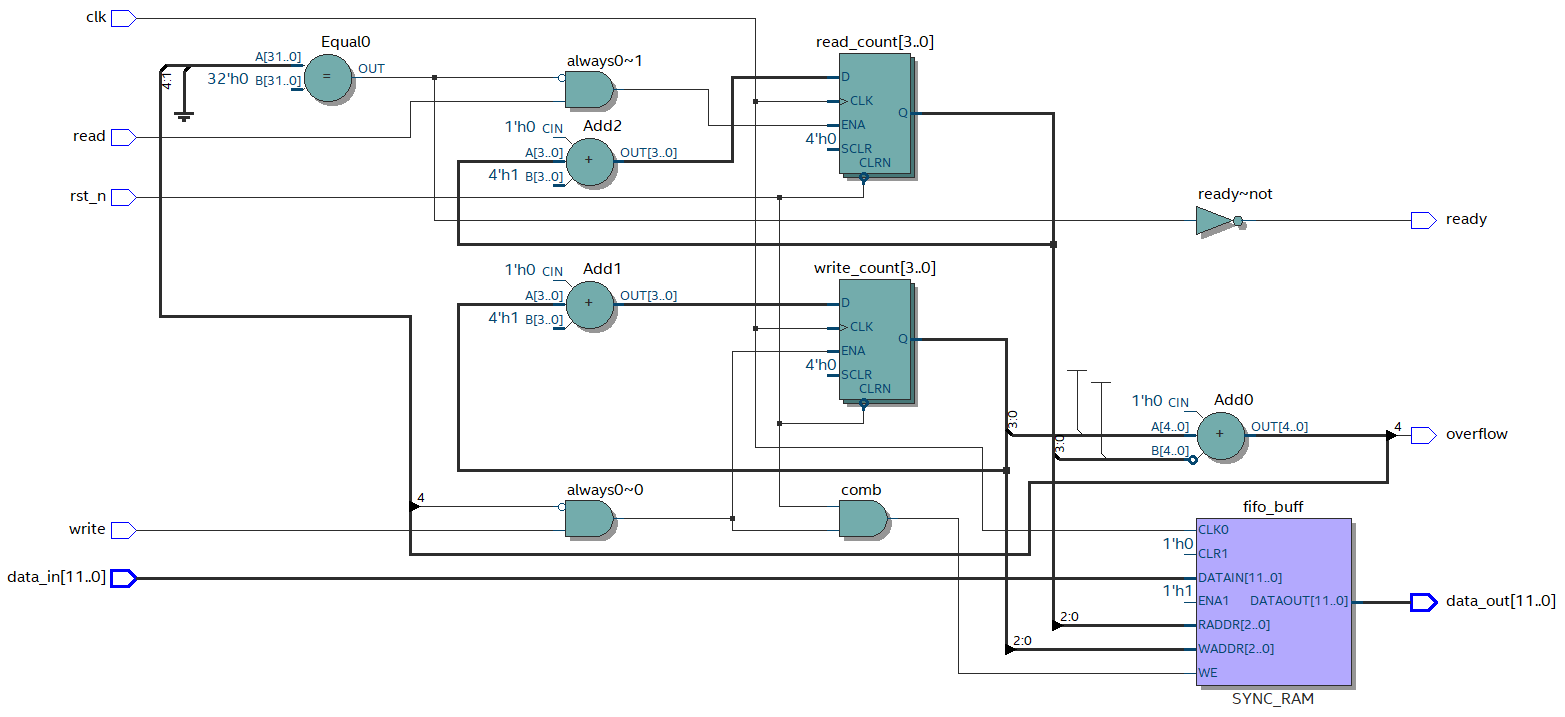 clk
Equal0
A[31..0]
32'h0 B[31..0]
=
OUT
4:1
always0~1
read_count[3..0]
D
CLK
ENA
4'h0
SCLR
CLRN
Q
read
1'h0 CIN
Add2
A[3..0]
4'h1 B[3..0]
+
OUT[3..0]
rst_n
ready~not
ready
1'h0 CIN
Add1
A[3..0]
4'h1 B[3..0]
+
OUT[3..0]
write_count[3..0]
D
CLK
ENA
4'h0
SCLR
CLRN
Q
3:0
3:0
1'h0 CIN
Add0
A[4..0]
B[4..0]
+
OUT[4..0]
4
overflow
4
always0~0
comb
write
data_in[11..0]
fifo_buff
CLK0
1'h0
CLR1
DATAIN[11..0]
1'h1
ENA1
DATAOUT[11..0]
2:0
RADDR[2..0]
2:0
WADDR[2..0]
WE
SYNC_RAM
data_out[11..0]